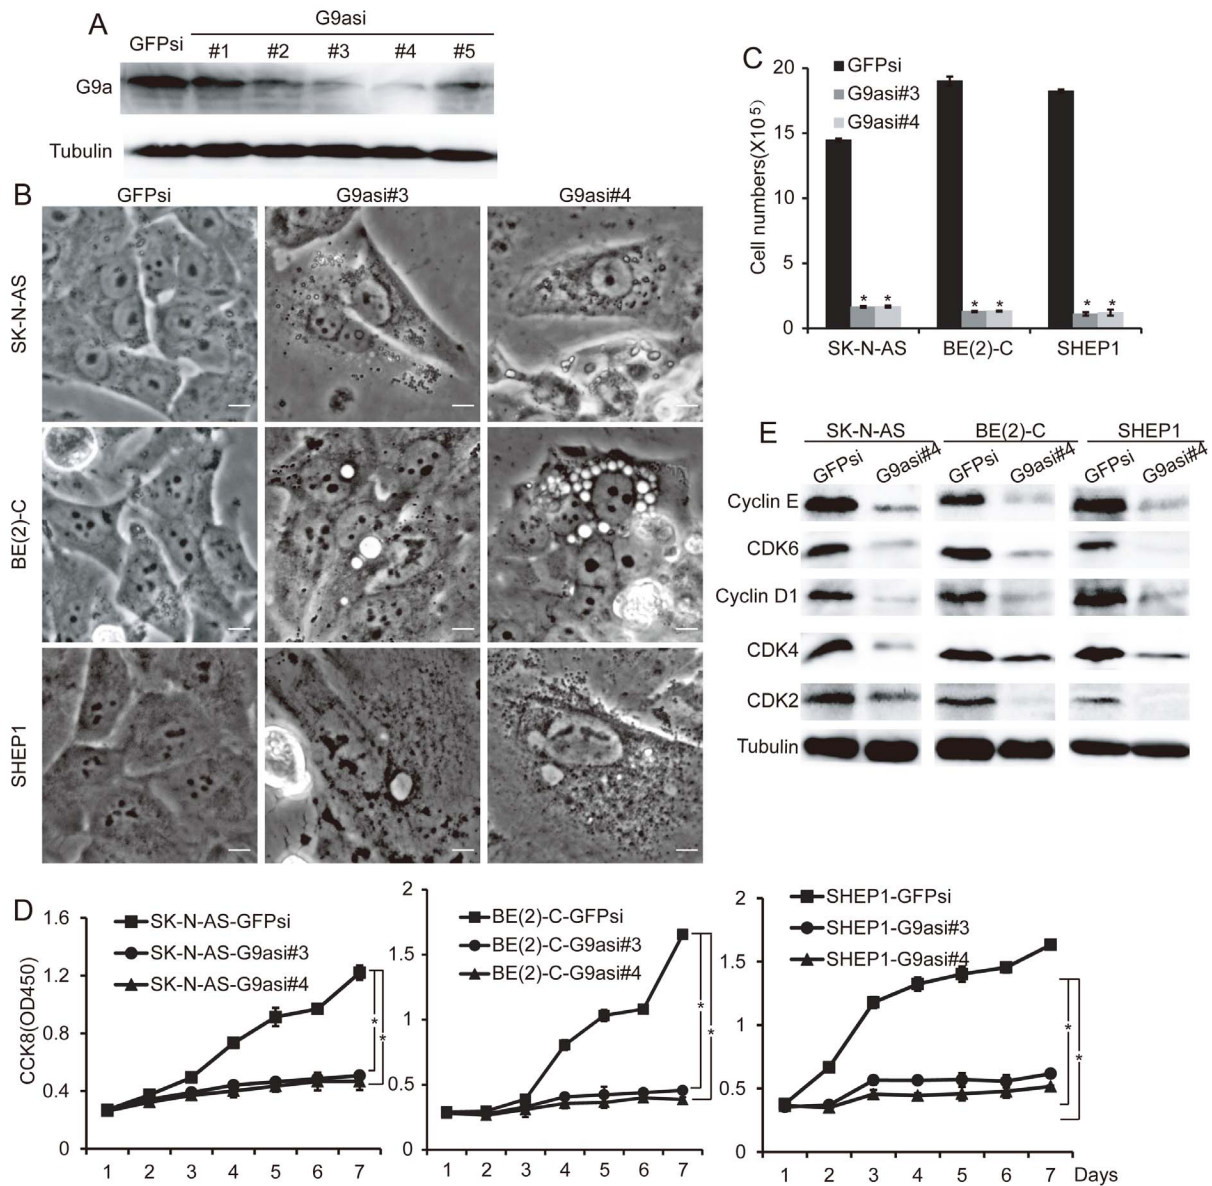 A
G9asi
GFPsi #1 #2 #3 #4 #5
G9a
Tubulin
B
GFPsi G9asi#3 G9asi#4
SK-N-AS
BE(2)-C
SHEP1
C
GFPsi
G9asi#3
G9asi#4
Cell numbers(X10⁵)
20
15
10
5
0
* * * * * *
SK-N-AS BE(2)-C SHEP1
E
SK-N-AS BE(2)-C SHEP1
GFPsi G9asi#4 GFPsi G9asi#4 GFPsi G9asi#4
Cyclin E
CDK6
Cyclin D1
CDK4
CDK2
Tubulin
D
CCK8(OD450)
SK-N-AS-GFPsi
SK-N-AS-G9asi#3
SK-N-AS-G9asi#4
1.6
1.2
0.8
0.4
0
* *
1 2 3 4 5 6 7
BE(2)-C-GFPsi
BE(2)-C-G9asi#3
BE(2)-C-G9asi#4
2
1.5
1
0.5
0
* *
1 2 3 4 5 6 7
SHEP1-GFPsi
SHEP1-G9asi#3
SHEP1-G9asi#4
2
1.5
1
0.5
0
* *
1 2 3 4 5 6 7 Days